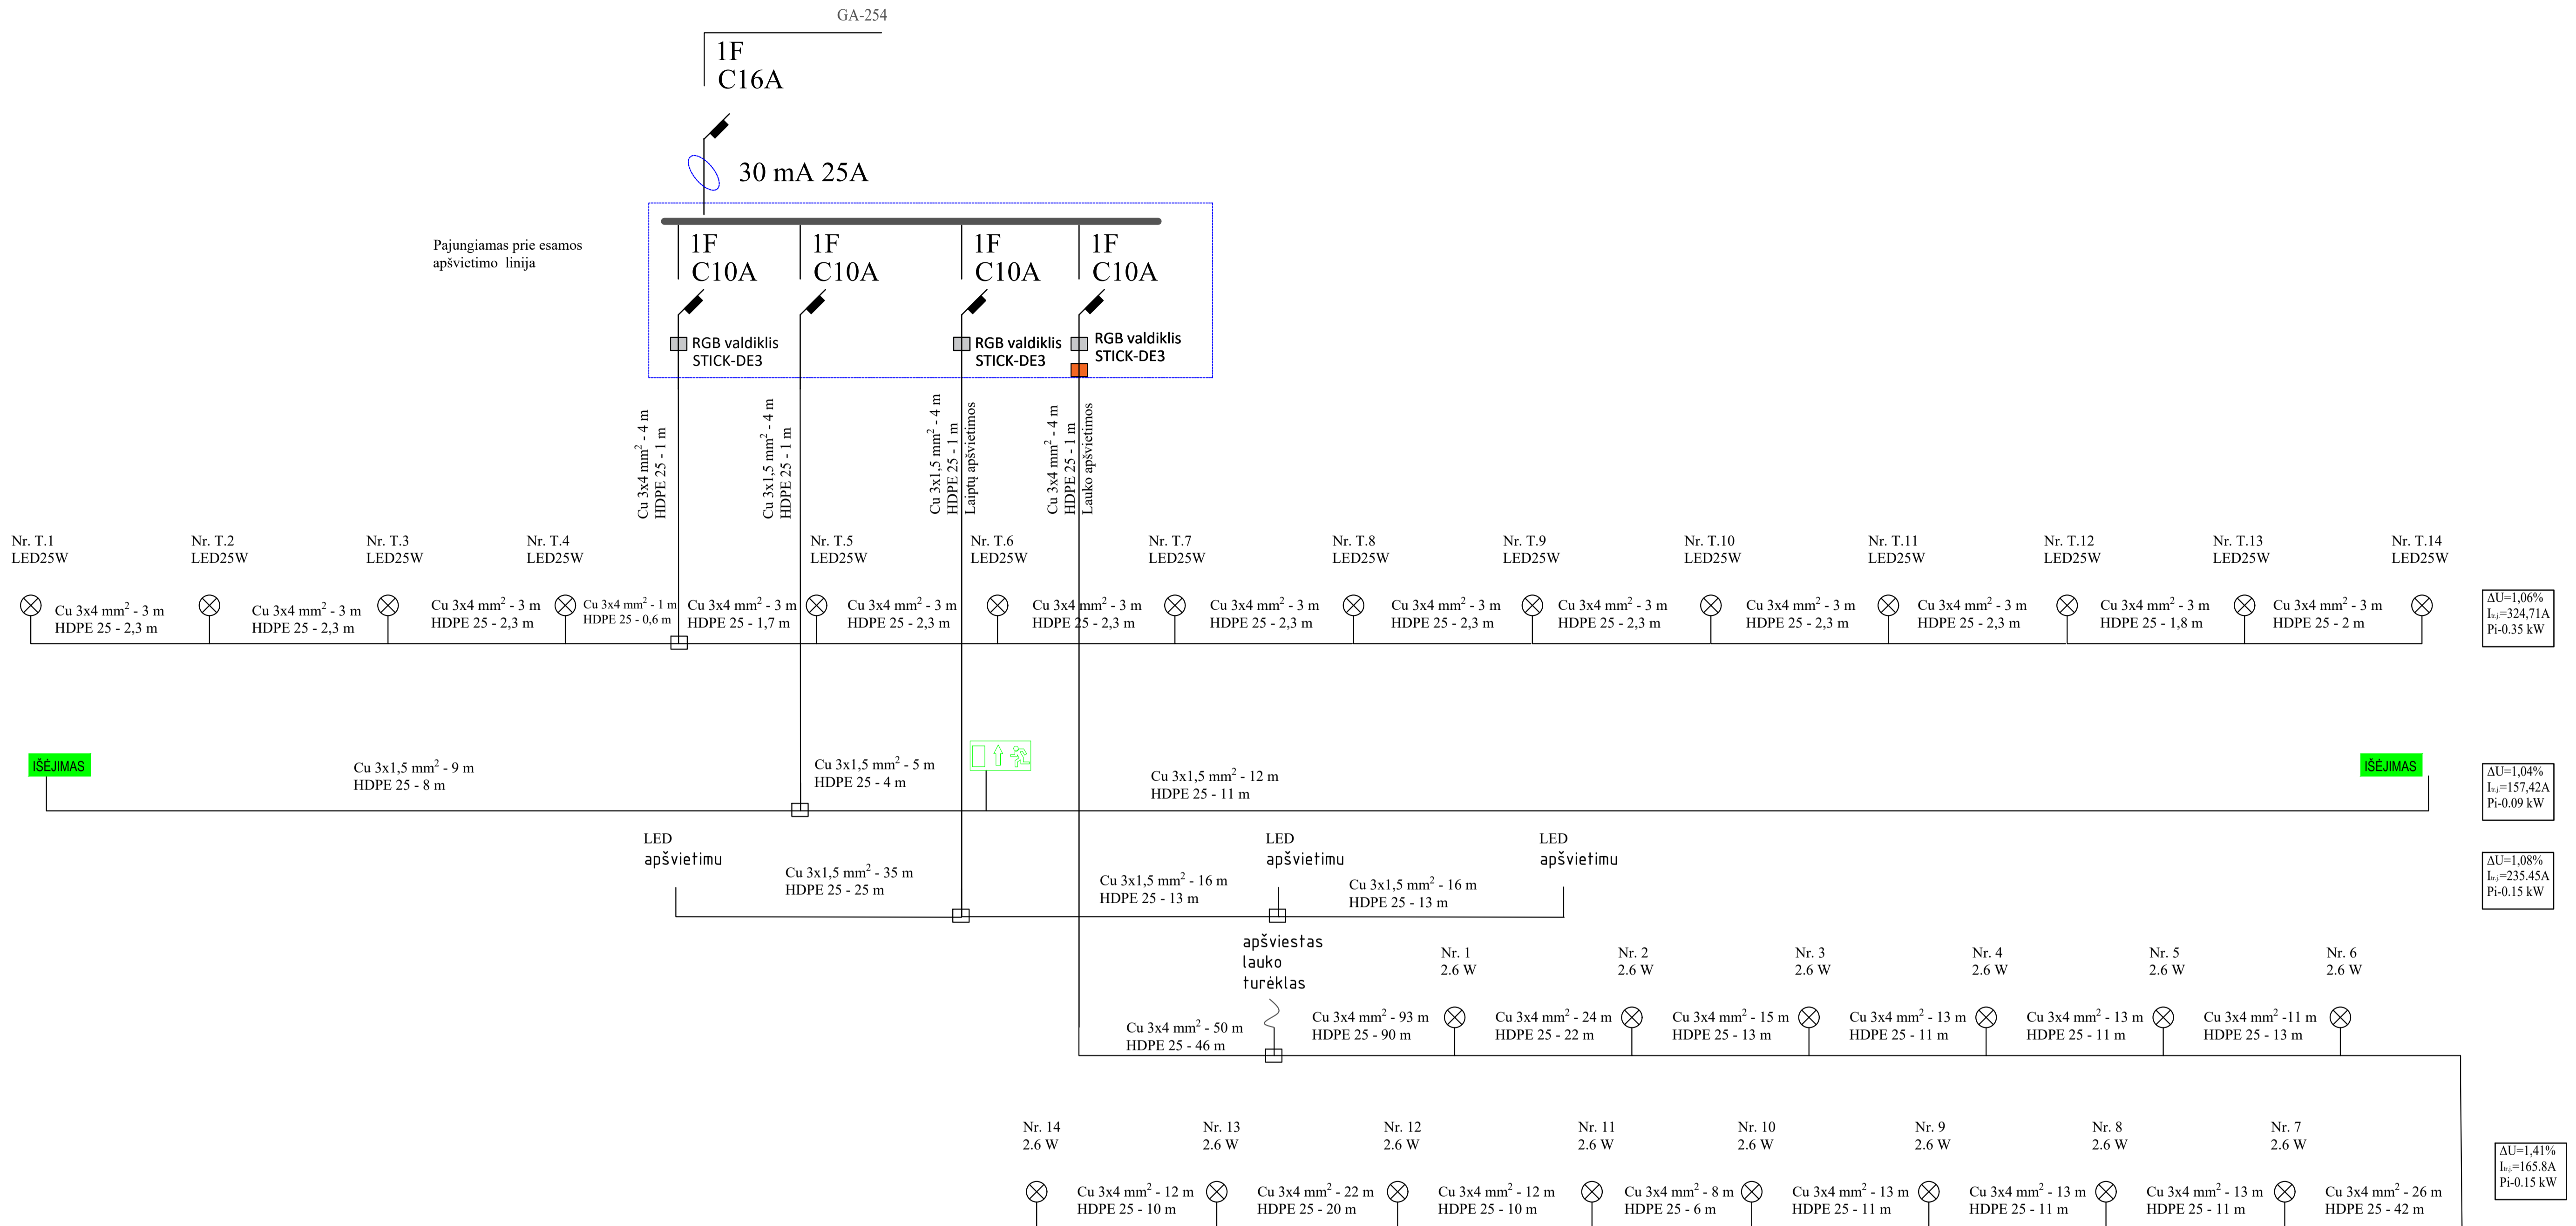 GA-254
1F
C16A
30 mA 25A
Pajungiamas prie esamos
apšvietimo linija
1F
C10A
1F
C10A
1F
C10A
1F
C10A
RGB valdiklis
STICK-DE3
RGB valdiklis
STICK-DE3
RGB valdiklis
STICK-DE3
Cu 3x4 mm² - 4 m
HDPE 25 - 1 m
Cu 3x1,5 mm² - 4 m
HDPE 25 - 1 m
Cu 3x1,5 mm² - 4 m
HDPE 25 - 1 m
Laiptų apšvietimos
Cu 3x4 mm² - 4 m
HDPE 25 - 1 m
Lauko apšvietimos
Nr. T.1
LED25W
Nr. T.2
LED25W
Nr. T.3
LED25W
Nr. T.4
LED25W
Nr. T.5
LED25W
Nr. T.6
LED25W
Nr. T.7
LED25W
Nr. T.8
LED25W
Nr. T.9
LED25W
Nr. T.10
LED25W
Nr. T.11
LED25W
Nr. T.12
LED25W
Nr. T.13
LED25W
Nr. T.14
LED25W
Cu 3x4 mm² - 3 m
HDPE 25 - 2,3 m
Cu 3x4 mm² - 3 m
HDPE 25 - 2,3 m
Cu 3x4 mm² - 3 m
HDPE 25 - 2,3 m
Cu 3x4 mm² - 1 m
HDPE 25 - 0,6 m
Cu 3x4 mm² - 3 m
HDPE 25 - 1,7 m
Cu 3x4 mm² - 3 m
HDPE 25 - 2,3 m
Cu 3x4 mm² - 3 m
HDPE 25 - 2,3 m
Cu 3x4 mm² - 3 m
HDPE 25 - 2,3 m
Cu 3x4 mm² - 3 m
HDPE 25 - 2,3 m
Cu 3x4 mm² - 3 m
HDPE 25 - 2,3 m
Cu 3x4 mm² - 3 m
HDPE 25 - 2,3 m
Cu 3x4 mm² - 3 m
HDPE 25 - 2,3 m
Cu 3x4 mm² - 3 m
HDPE 25 - 1,8 m
Cu 3x4 mm² - 3 m
HDPE 25 - 2 m
ΔU=1,06%
Itr.j.=324,71A
Pi-0.35 kW
IŠĖJIMAS
Cu 3x1,5 mm² - 9 m
HDPE 25 - 8 m
Cu 3x1,5 mm² - 5 m
HDPE 25 - 4 m
Cu 3x1,5 mm² - 12 m
HDPE 25 - 11 m
IŠĖJIMAS
ΔU=1,04%
Itr.j.=157,42A
Pi-0.09 kW
LED
apšvietimu
LED
apšvietimu
LED
apšvietimu
Cu 3x1,5 mm² - 35 m
HDPE 25 - 25 m
Cu 3x1,5 mm² - 16 m
HDPE 25 - 13 m
Cu 3x1,5 mm² - 16 m
HDPE 25 - 13 m
ΔU=1,08%
Itr.j.=235.45A
Pi-0.15 kW
apšviestas
lauko
turėklas
Nr. 1
2.6 W
Nr. 2
2.6 W
Nr. 3
2.6 W
Nr. 4
2.6 W
Nr. 5
2.6 W
Nr. 6
2.6 W
Cu 3x4 mm² - 50 m
HDPE 25 - 46 m
Cu 3x4 mm² - 93 m
HDPE 25 - 90 m
Cu 3x4 mm² - 24 m
HDPE 25 - 22 m
Cu 3x4 mm² - 15 m
HDPE 25 - 13 m
Cu 3x4 mm² - 13 m
HDPE 25 - 11 m
Cu 3x4 mm² - 13 m
HDPE 25 - 11 m
Cu 3x4 mm² -11 m
HDPE 25 - 13 m
Nr. 14
2.6 W
Nr. 13
2.6 W
Nr. 12
2.6 W
Nr. 11
2.6 W
Nr. 10
2.6 W
Nr. 9
2.6 W
Nr. 8
2.6 W
Nr. 7
2.6 W
Cu 3x4 mm² - 12 m
HDPE 25 - 10 m
Cu 3x4 mm² - 22 m
HDPE 25 - 20 m
Cu 3x4 mm² - 12 m
HDPE 25 - 10 m
Cu 3x4 mm² - 8 m
HDPE 25 - 6 m
Cu 3x4 mm² - 13 m
HDPE 25 - 11 m
Cu 3x4 mm² - 13 m
HDPE 25 - 11 m
Cu 3x4 mm² - 13 m
HDPE 25 - 11 m
Cu 3x4 mm² - 26 m
HDPE 25 - 42 m
ΔU=1,41%
Itr.j.=165.8A
Pi-0.15 kW